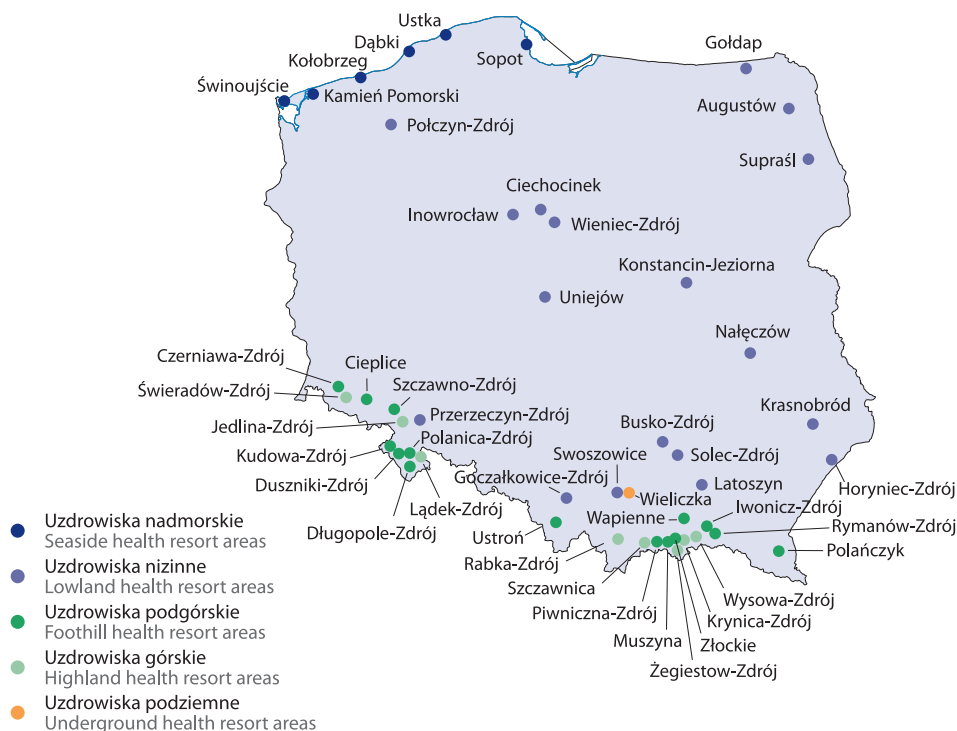 Ustka
Dąbki
Gołdap
Kołobrzeg
Sopot
Świnoujście
Kamień Pomorski
Augustów
Połczyn-Zdrój
Supraśl
Ciechocinek
Inowrocław
Wieniec-Zdrój
Konstancin-Jeziorna
Uniejów
Nałęczów
Czerniawa-Zdrój
Cieplice
Świeradów-Zdrój
Szczawno-Zdrój
Krasnobród
Jedlina-Zdrój
Przerzeczyn-Zdrój
Busko-Zdrój
Polanica-Zdrój
Kudowa-Zdrój
Swoszowice
Solec-Zdrój
Duszniki-Zdrój
Goczałkowice-Zdrój
Latoszyn
Horyniec-Zdrój
Lądek-Zdrój
Wieliczka
Iwonicz-Zdrój
Długopole-Zdrój
Wapienne
Rymanów-Zdrój
Ustroń
Polańczyk
Rabka-Zdrój
Szczawnica
Wysowa-Zdrój
Piwniczna-Zdrój
Krynica-Zdrój
Muszyna
Złockie
Żegiestow-Zdrój
Uzdrowiska nadmorskie
Seaside health resort areas
Uzdrowiska nizinne
Lowland health resort areas
Uzdrowiska podgórskie
Foothill health resort areas
Uzdrowiska górskie
Highland health resort areas
Uzdrowiska podziemne
Underground health resort areas